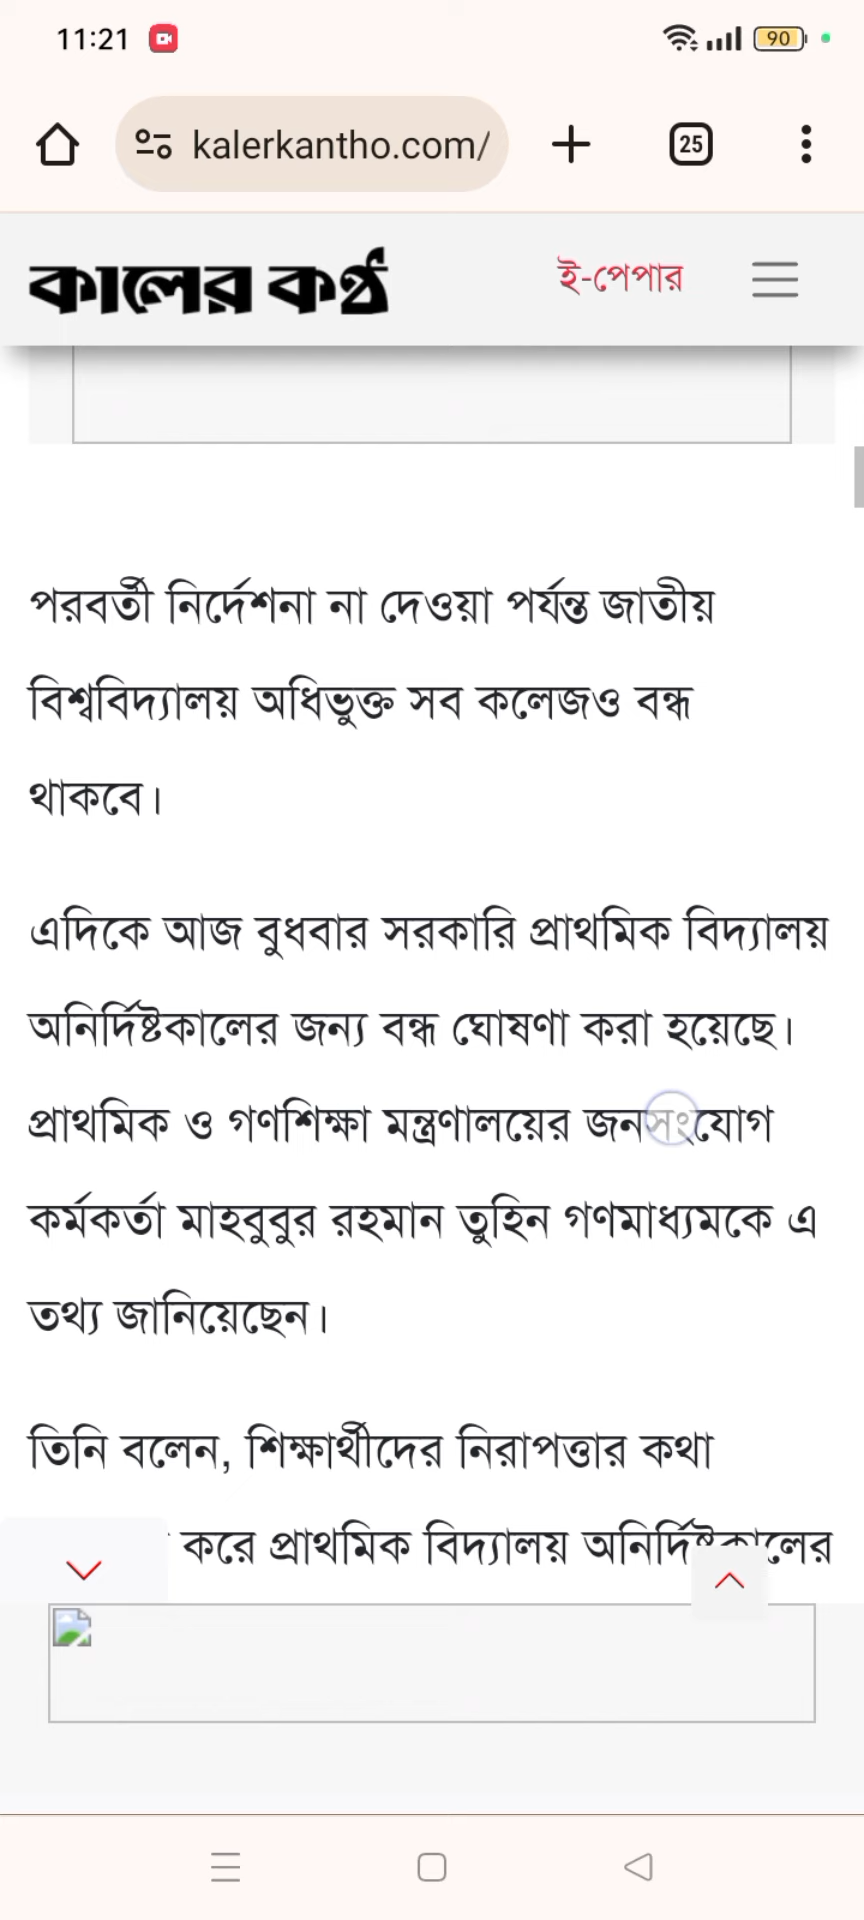 11:21
90
kalerkantho.com/
25
কালের কণ্ঠ
ই-পেপার
পরবর্তী নির্দেশনা না দেওয়া পর্যন্ত জাতীয়
বিশ্ববিদ্যালয় অধিভুক্ত সব কলেজও বন্ধ
থাকবে।
এদিকে আজ বুধবার সরকারি প্রাথমিক বিদ্যালয়
অনির্দিষ্টকালের জন্য বন্ধ ঘোষণা করা হয়েছে।
প্রাথমিক ও গণশিক্ষা মন্ত্রণালয়ের জনসংযোগ
কর্মকর্তা মাহবুবুর রহমান তুহিন গণমাধ্যমকে এ
তথ্য জানিয়েছেন।
তিনি বলেন, শিক্ষার্থীদের নিরাপত্তার কথা
করে প্রাথমিক বিদ্যালয় অনির্দিষ্টকালের